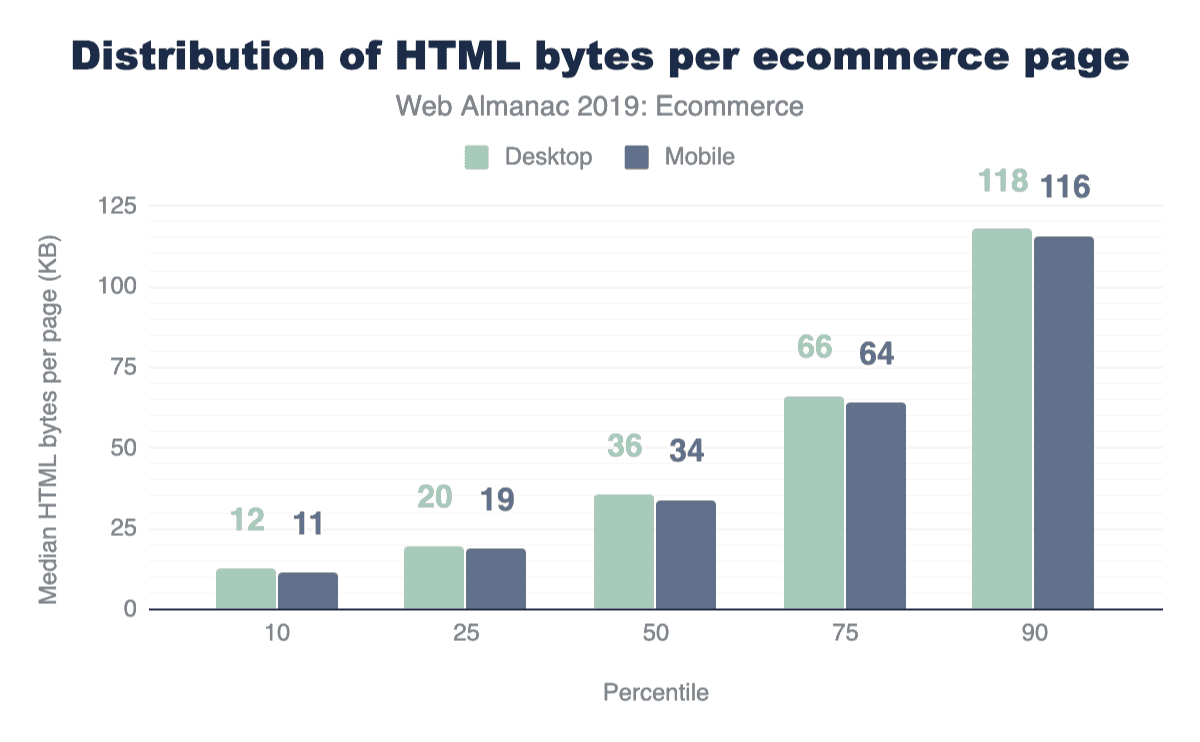 Distribution of HTML bytes per ecommerce page
Web Almanac 2019: Ecommerce
Desktop Mobile
Median HTML bytes per page (KB)
125
100
75
50
25
0
12 11
20 19
36 34
66 64
118 116
10 25 50 75 90
Percentile